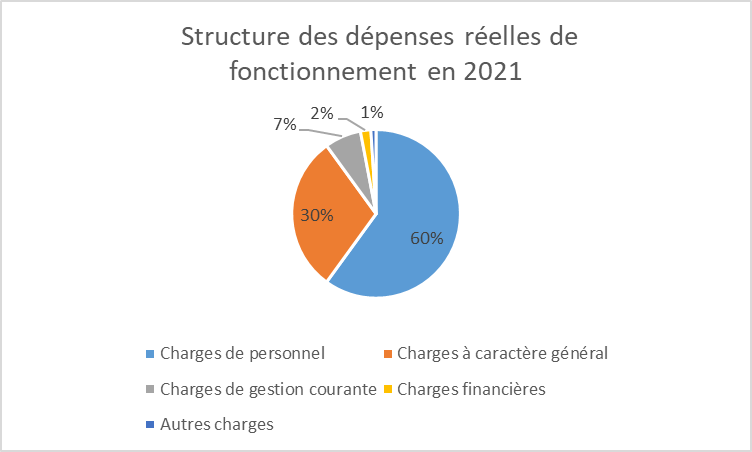 Structure des dépenses réelles de
fonctionnement en 2021
1%
2%
7%
30%
60%
Charges de personnel
Charges à caractère général
Charges de gestion courante
Charges financières
Autres charges